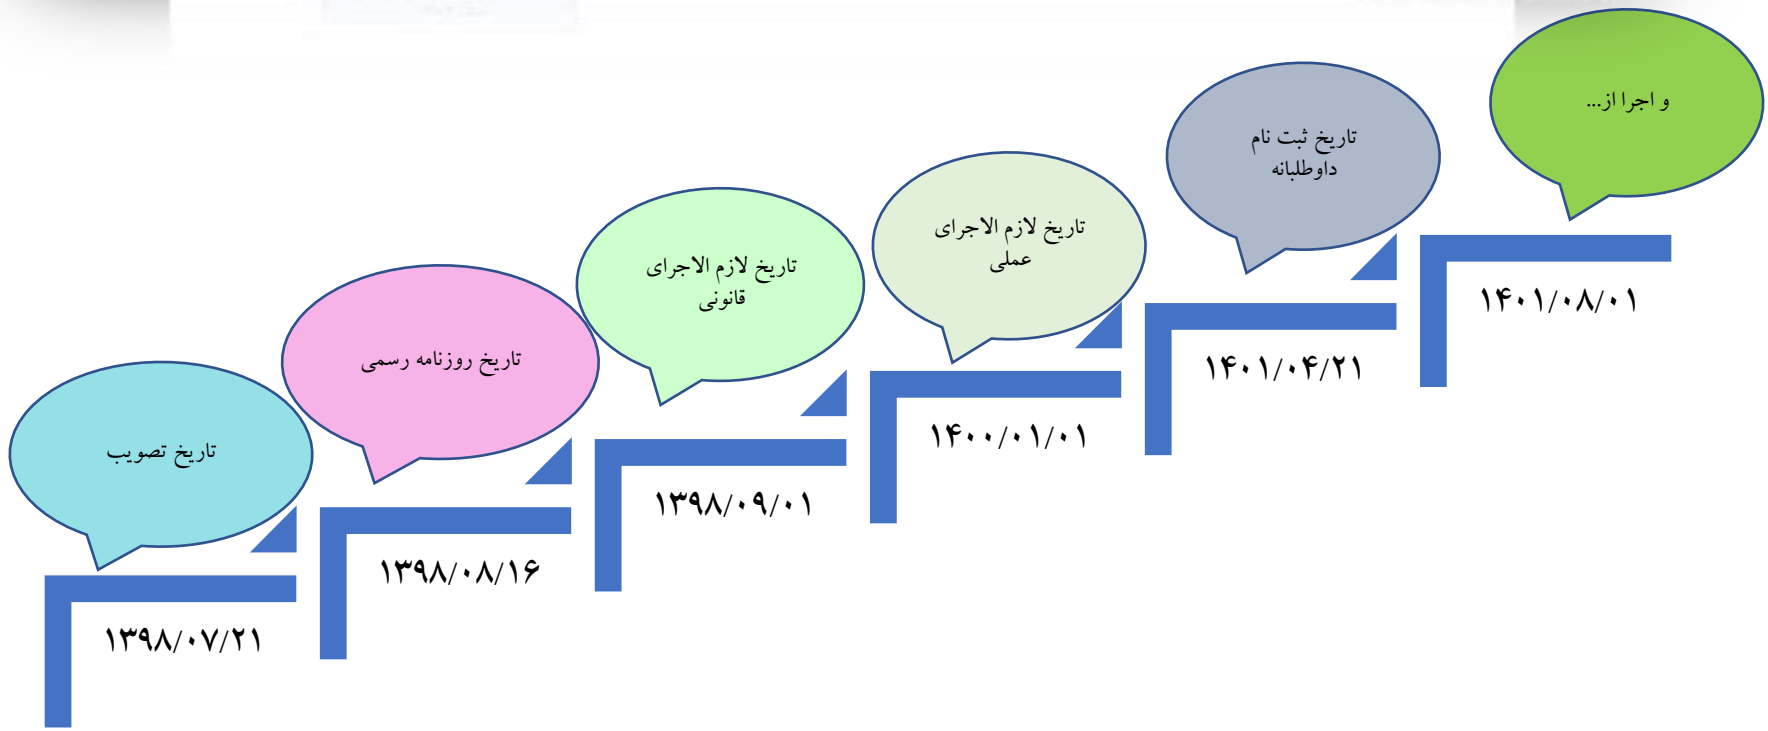 تاریخ تصویب
۱۳۹۸/۰۷/۲۱
تاریخ روزنامه رسمی
۱۳۹۸/۰۸/۱۶
تاریخ لازم الاجرای
قانونی
۱۳۹۸/۰۹/۰۱
تاریخ لازم الاجرای
عملی
۱۴۰۰/۰۱/۰۱
تاریخ ثبت نام
داوطلبانه
۱۴۰۱/۰۴/۲۱
و اجرا از...
۱۴۰۱/۰۸/۰۱